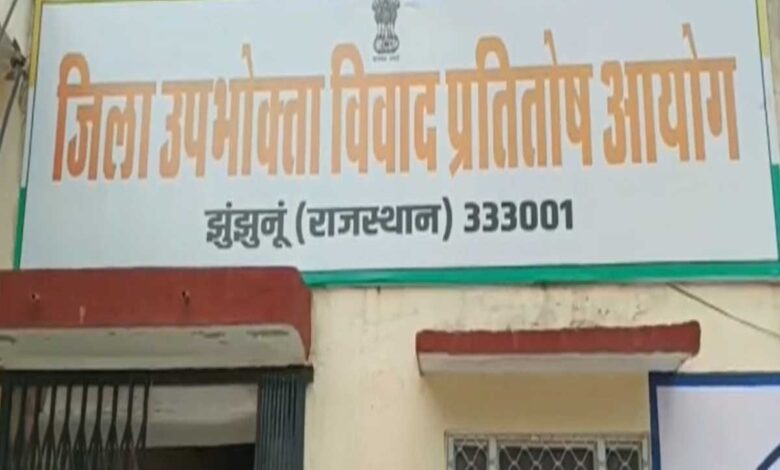 जिला उपभोक्ता विवाद प्रतितोष आयोग
झुंझुनूं (राजस्थान) 333001